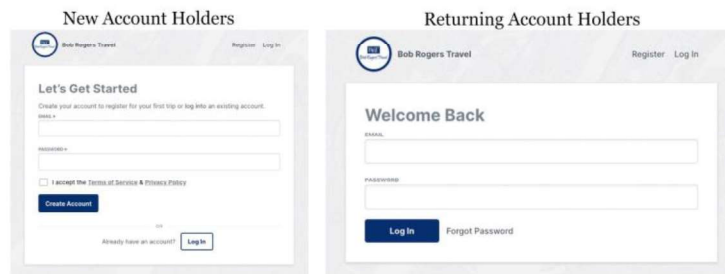 New Account Holders
Bob Rogers Travel
Register Log In
Let's Get Started
Create your account to register for your first trip or log into an existing account.
EMAIL *
PASSWORD *
I accept the Terms of Service & Privacy Policy
Create Account
OR
Already have an account? Log In
Returning Account Holders
Bob Rogers Travel
Register Log In
Welcome Back
EMAIL
PASSWORD
Log In Forgot Password